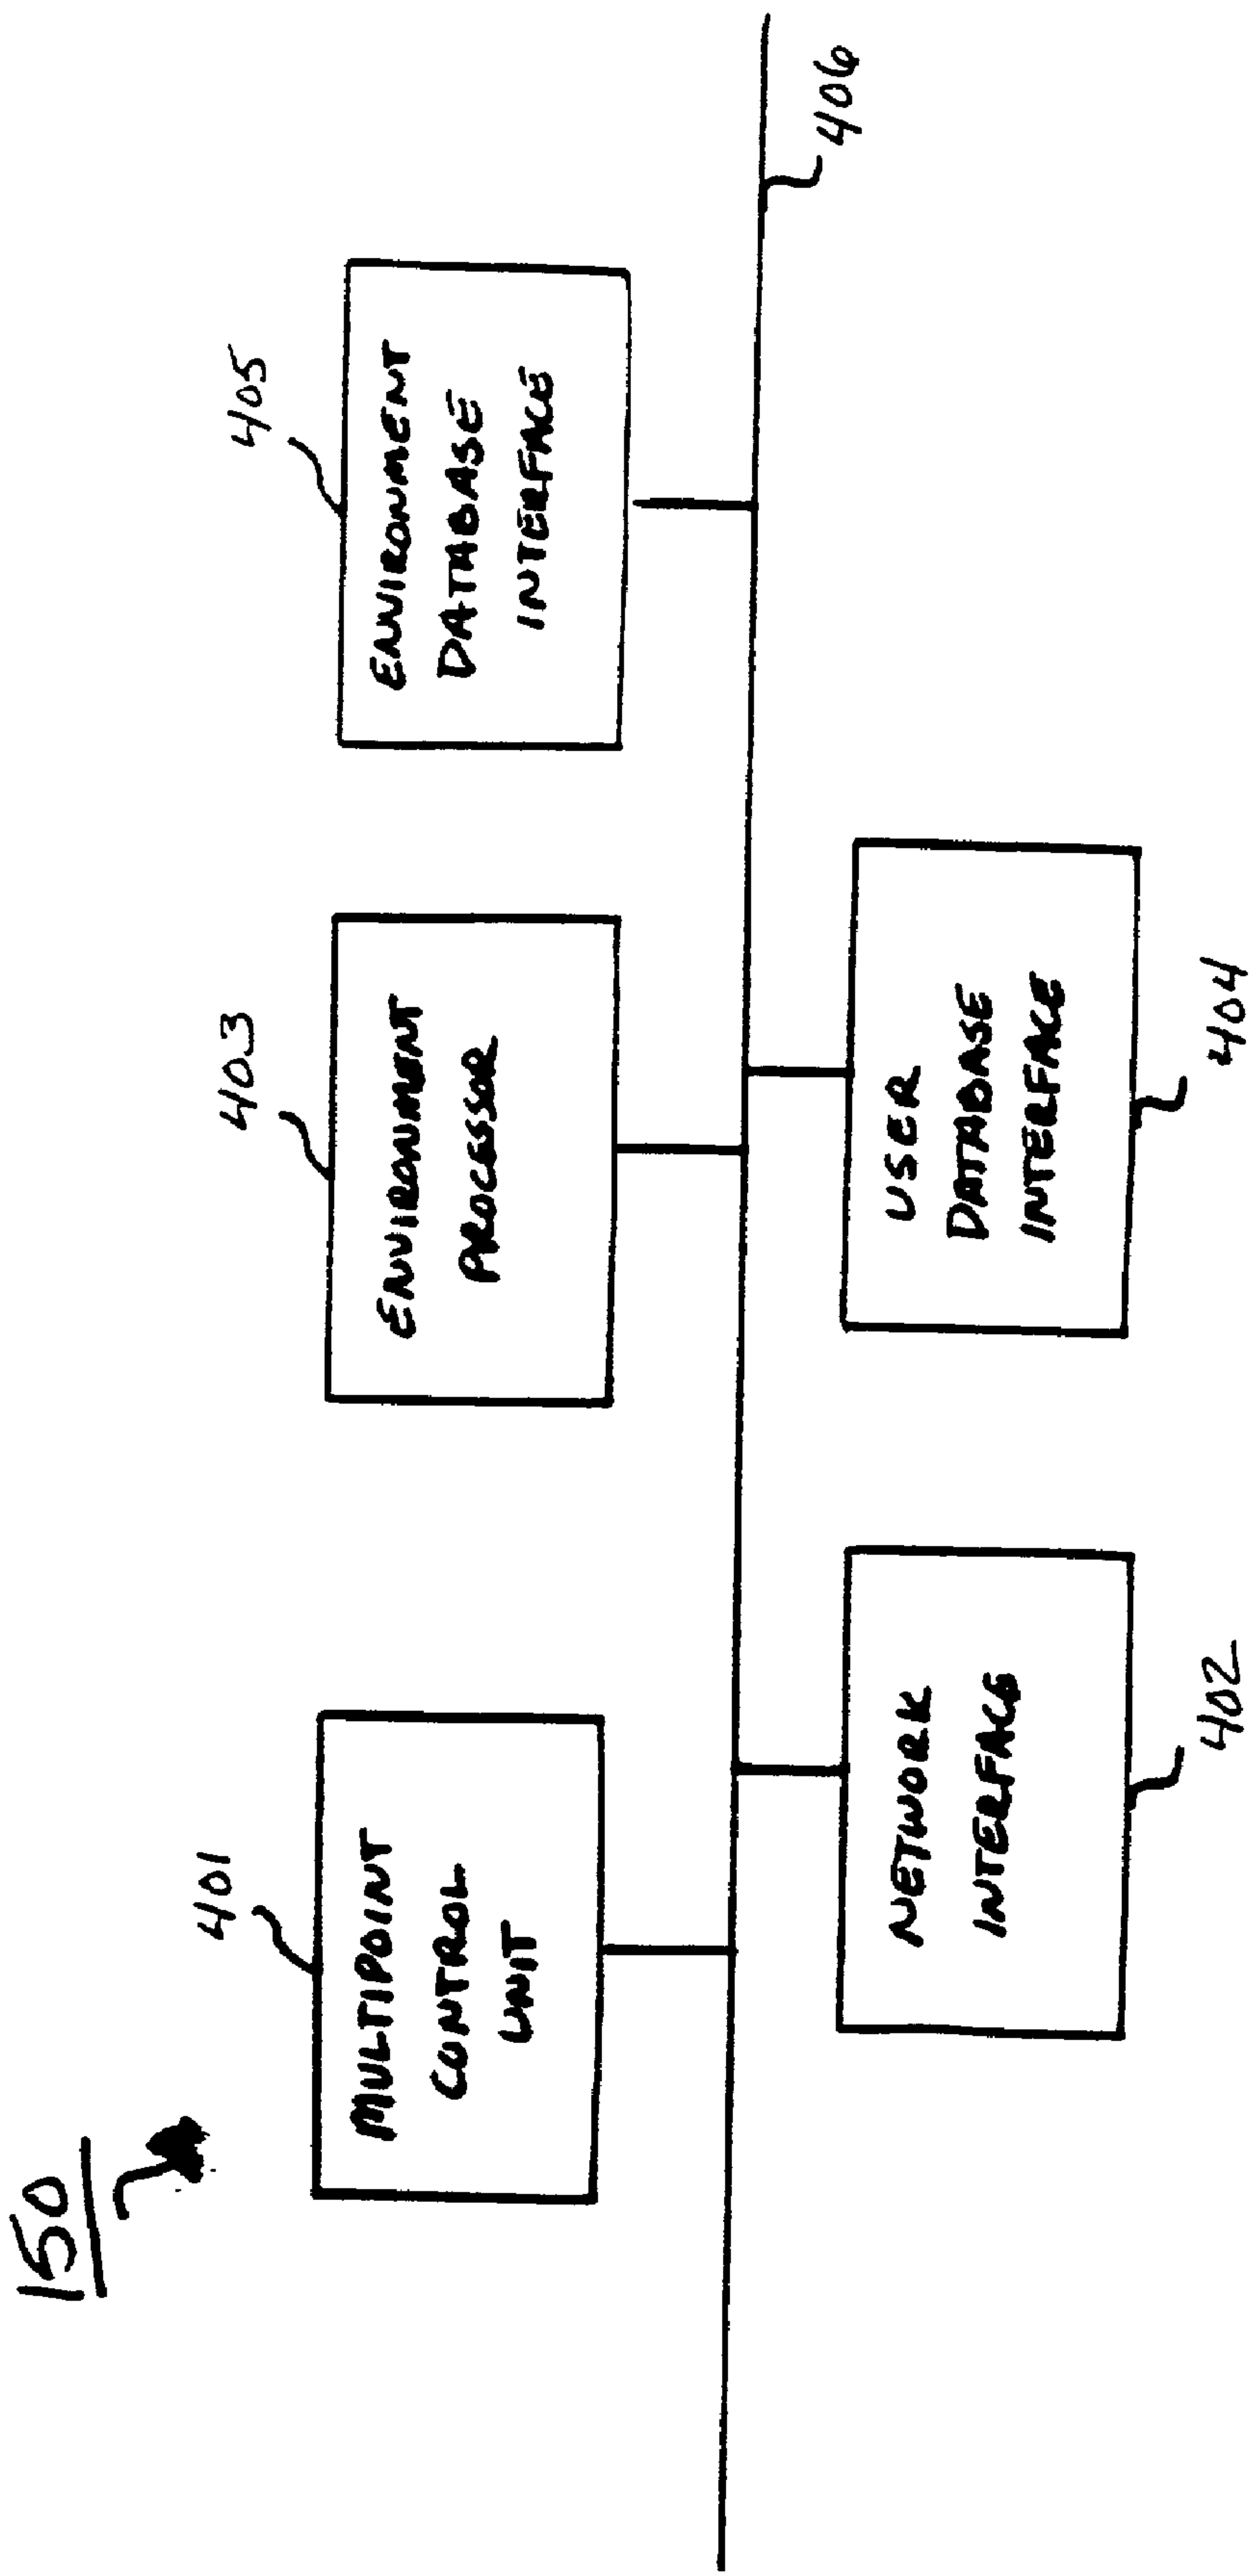 150
401
MULTIPOINT
CONTROL
UNIT
403
ENVIRONMENT
PROCESSOR
405
ENVIRONMENT
DATABASE
INTERFACE
406
NETWORK
INTERFACE
402
USER
DATABASE
INTERFACE
404